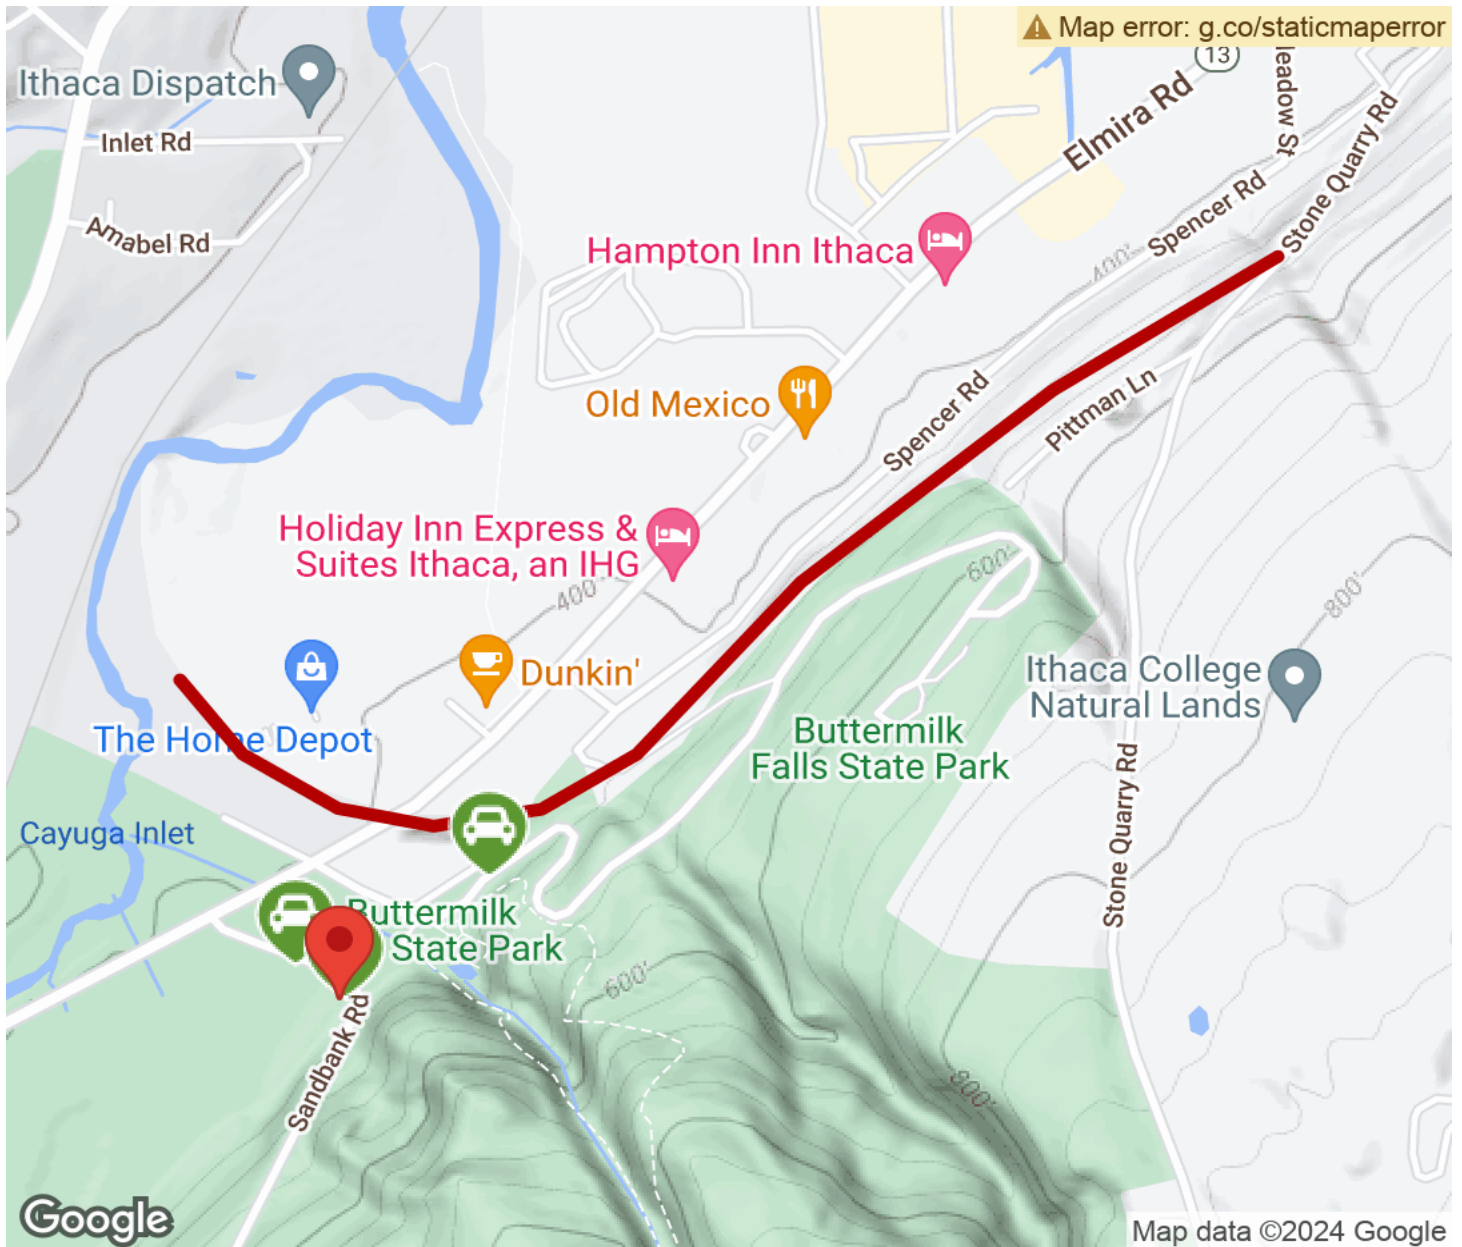 Map error: g.co/staticmaperror
Ithaca Dispatch
13
Inlet Rd
Elmira Rd
eadow St
Stone Quarry Rd
Amabel Rd
Spencer Rd
Hampton Inn Ithaca
400'
Old Mexico
Spencer Rd
Pittman Ln
Holiday Inn Express &
Suites Ithaca, an IHG
400
600'
800'
Dunkin'
Ithaca College
Natural Lands
The Home Depot
Buttermilk
Falls State Park
Stone Quarry Rd
Cayuga Inlet
Buttermilk
State Park
600'
Sandbank Rd
800'
Google
Map data ©2024 Google